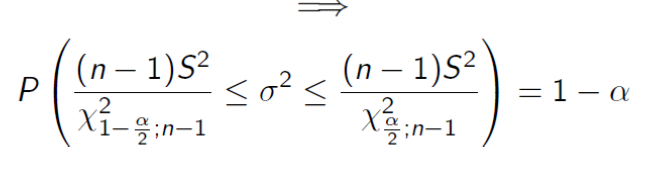 ⟹
P ( (n − 1)S² / χ²_{1−α/2;n−1} ≤ σ² ≤ (n − 1)S² / χ²_{α/2;n−1} ) = 1 − α